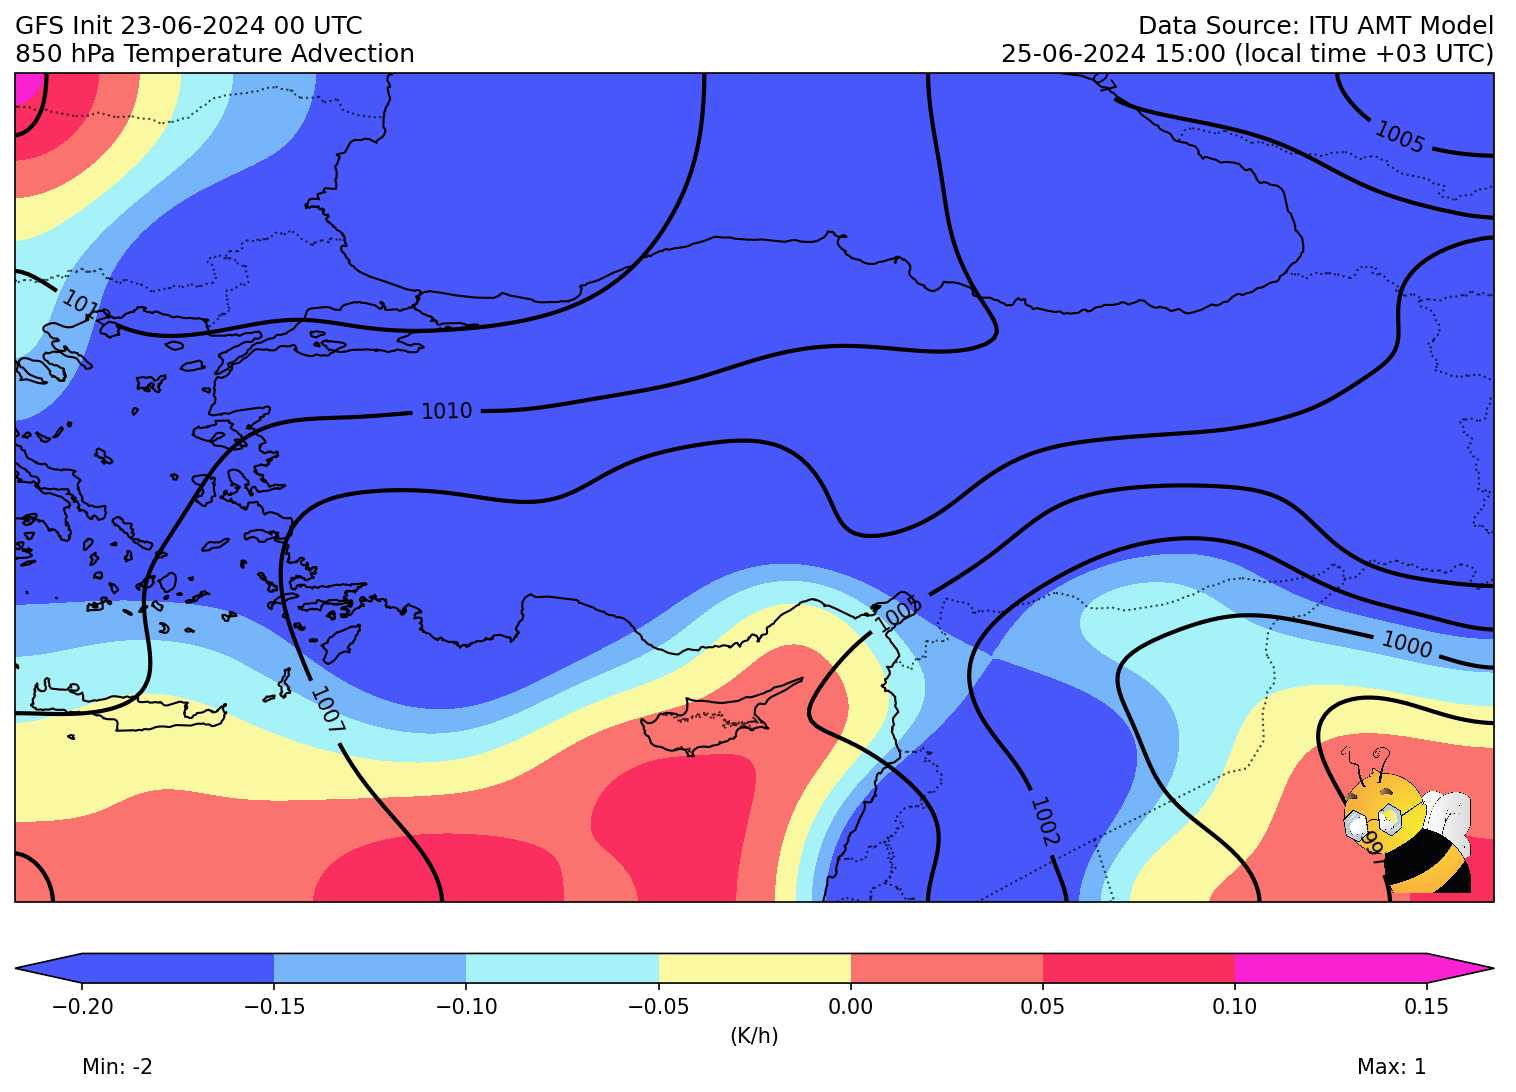 GFS Init 23-06-2024 00 UTC
Data Source: ITU AMT Model
850 hPa Temperature Advection
25-06-2024 15:00 (local time +03 UTC)
1005
1010
1005
1000
1007
1002
−0.20 −0.15 −0.10 −0.05 0.00 0.05 0.10 0.15
(K/h)
Min: -2
Max: 1